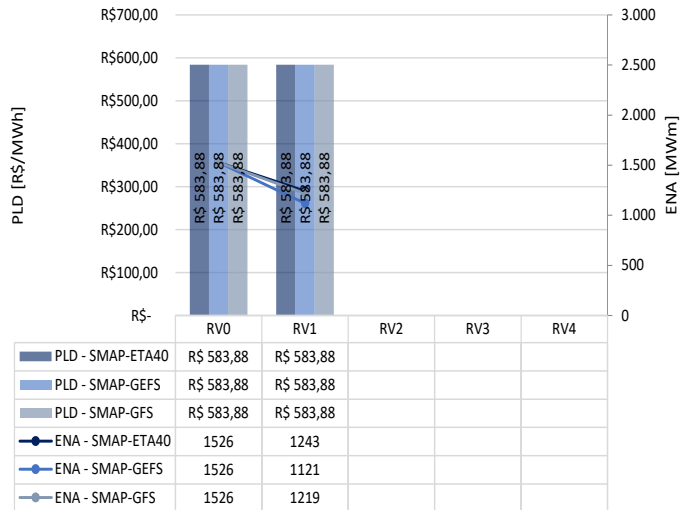 R$700,00
R$600,00
R$500,00
R$400,00
R$300,00
R$200,00
R$100,00
R$-
PLD [R$/MWh]
R$ 583,88
R$ 583,88
R$ 583,88
R$ 583,88
R$ 583,88
R$ 583,88
3.000
2.500
2.000
1.500
1.000
500
0
ENA [MWm]
RV0 RV1 RV2 RV3 RV4
PLD - SMAP-ETA40 R$ 583,88 R$ 583,88
PLD - SMAP-GEFS R$ 583,88 R$ 583,88
PLD - SMAP-GFS R$ 583,88 R$ 583,88
ENA - SMAP-ETA40 1526 1243
ENA - SMAP-GEFS 1526 1121
ENA - SMAP-GFS 1526 1219